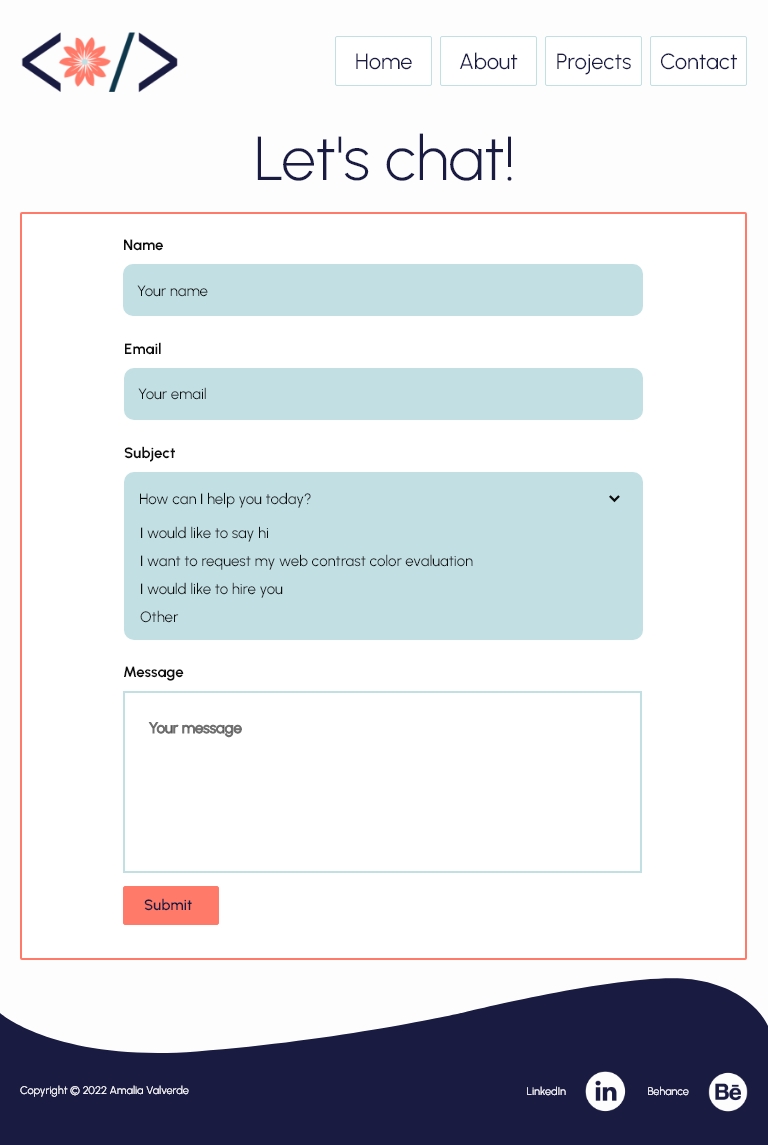 Home About Projects Contact
Let's chat!
Name
Your name
Email
Your email
Subject
How can I help you today?
I would like to say hi
I want to request my web contrast color evaluation
I would like to hire you
Other
Message
Your message
Submit
Copyright © 2022 Amalia Valverde LinkedIn in Behance Bē